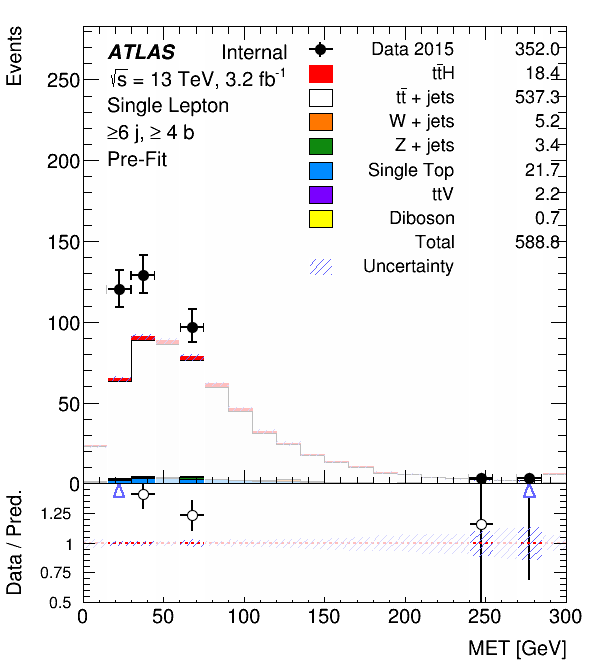 Events
ATLAS Internal
√s = 13 TeV, 3.2 fb⁻¹
Single Lepton
≥6 j, ≥ 4 b
Pre-Fit
Data 2015 352.0
tt̄H 18.4
tt̄ + jets 537.3
W + jets 5.2
Z + jets 3.4
Single Top 21.7
ttV 2.2
Diboson 0.7
Total 588.8
Uncertainty
250
200
150
100
50
0
Data / Pred.
1.25
1
0.75
0.5
0 50 100 150 200 250 300
MET [GeV]